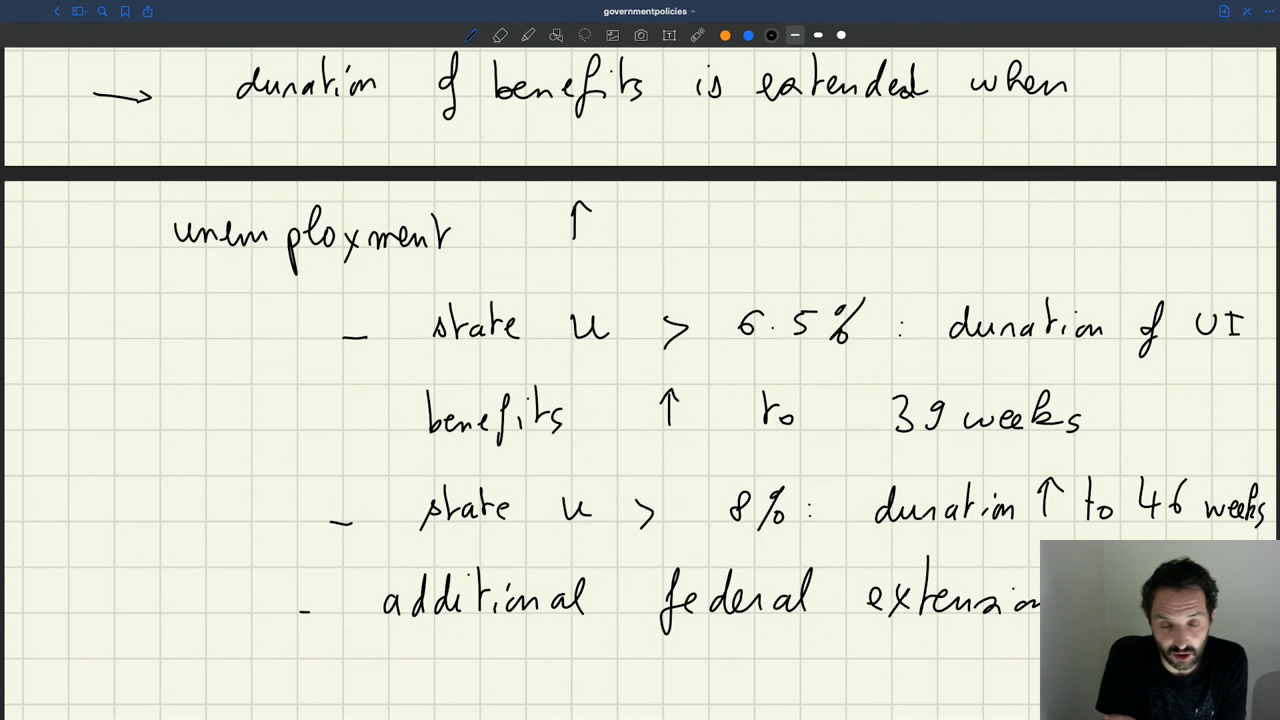 governmentpolicies
→ duration of benefits is extended when
unemployment ↑
- state u > 6.5% : duration of UI
benefits ↑ to 39 weeks
- state u > 8% : duration ↑ to 46 weeks
- additional federal extension